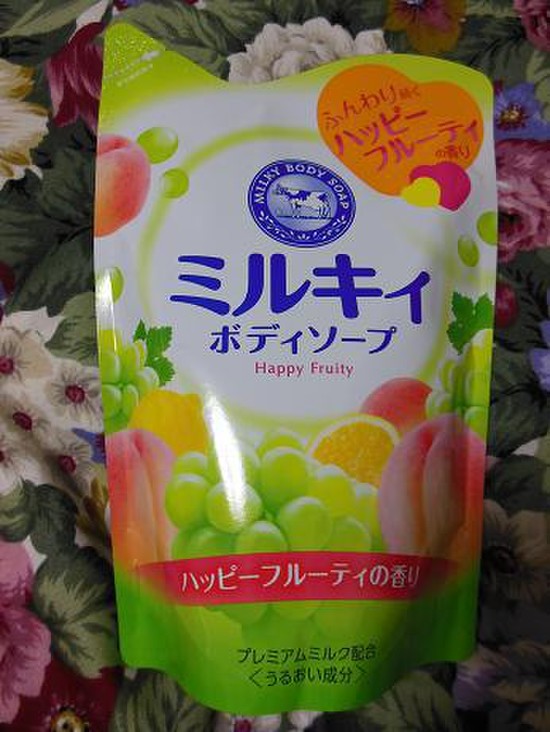 ふんわり続く
ハッピー
フルーティ
の香り
MILKY BODY SOAP
ミルキィ
ボディソープ
Happy Fruity
ハッピーフルーティの香り
プレミアムミルク配合
<うるおい成分>